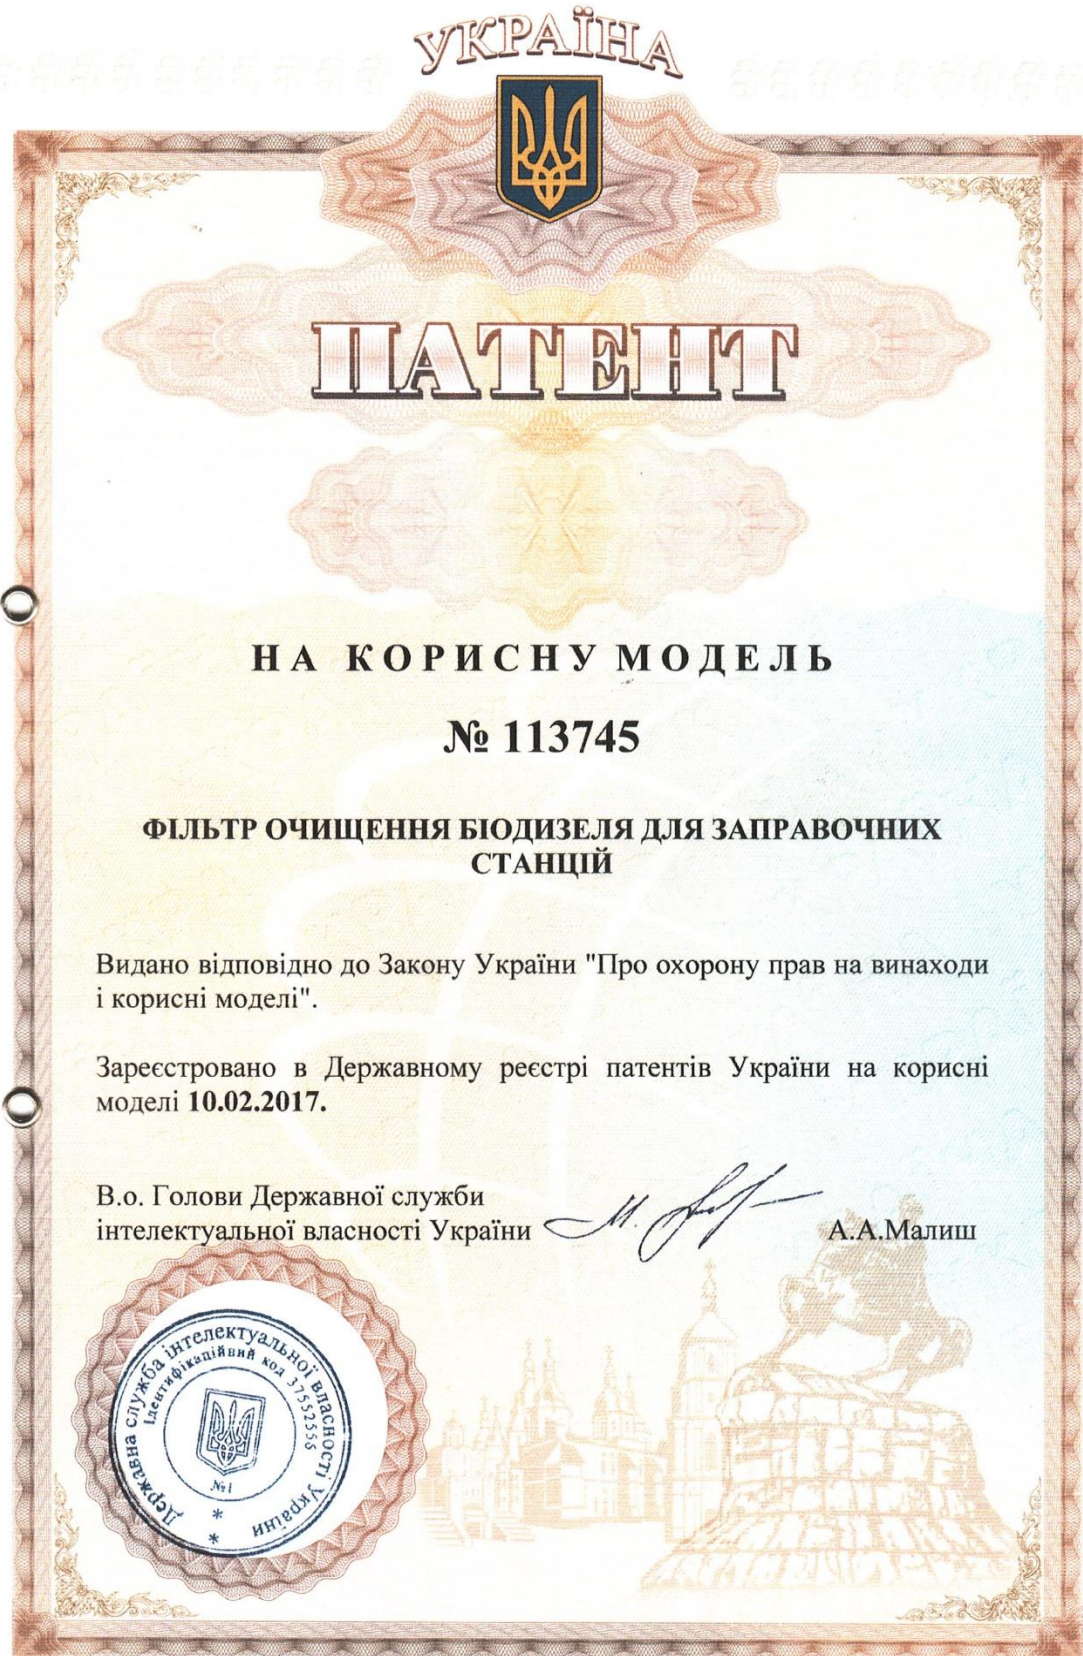 УКРАЇНА
ПАТЕНТ
НА КОРИСНУ МОДЕЛЬ
№ 113745
ФІЛЬТР ОЧИЩЕННЯ БІОДИЗЕЛЯ ДЛЯ ЗАПРАВОЧНИХ
СТАНЦІЙ
Видано відповідно до Закону України "Про охорону прав на винаходи
і корисні моделі".
Зареєстровано в Державному реєстрі патентів України на корисні
моделі 10.02.2017.
В.о. Голови Державної служби
інтелектуальної власності України
А.А.Малиш
Державна служба інтелектуальної власності України
Ідентифікаційний код 37552556
№1